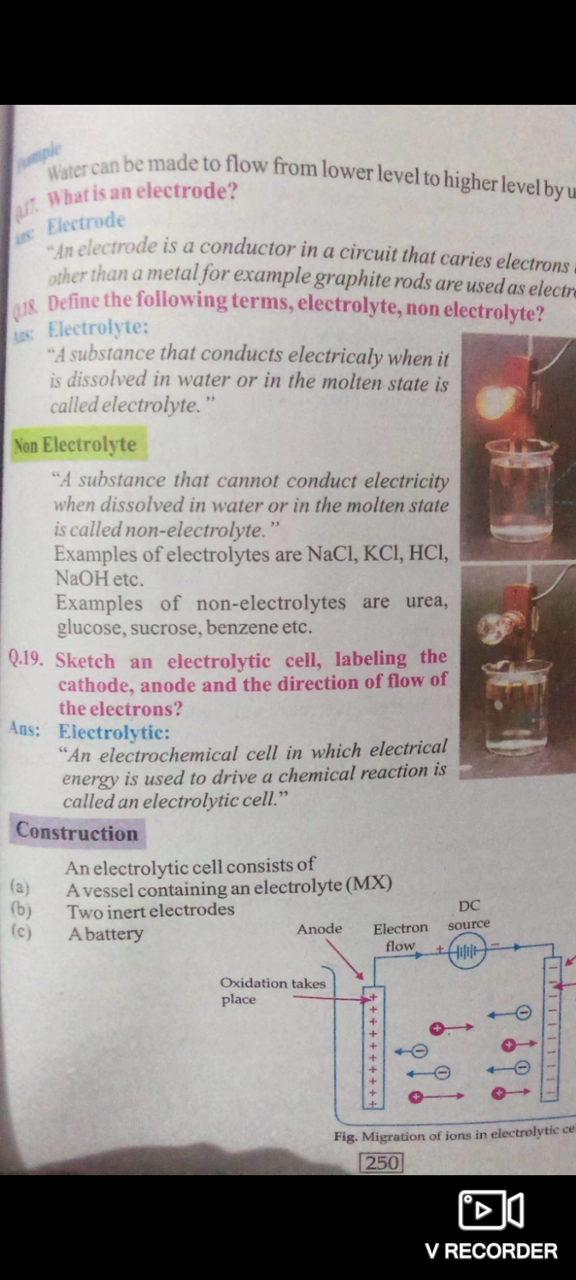 Example
Water can be made to flow from lower level to higher level by u
Q.17. What is an electrode?
Ans: Electrode
"An electrode is a conductor in a circuit that caries electrons
other than a metal for example graphite rods are used as electr
Q.18. Define the following terms, electrolyte, non electrolyte?
Ans: Electrolyte:
"A substance that conducts electricaly when it
is dissolved in water or in the molten state is
called electrolyte."
Non Electrolyte
"A substance that cannot conduct electricity
when dissolved in water or in the molten state
is called non-electrolyte."
Examples of electrolytes are NaCl, KCl, HCl,
NaOH etc.
Examples of non-electrolytes are urea,
glucose, sucrose, benzene etc.
Q.19. Sketch an electrolytic cell, labeling the
cathode, anode and the direction of flow of
the electrons?
Ans: Electrolytic:
"An electrochemical cell in which electrical
energy is used to drive a chemical reaction is
called an electrolytic cell."
Construction
An electrolytic cell consists of
(a) A vessel containing an electrolyte (MX)
(b) Two inert electrodes
(c) A battery
Anode
Electron
flow
DC
source
Oxidation takes
place
Fig. Migration of ions in electrolytic ce
250
V RECORDER